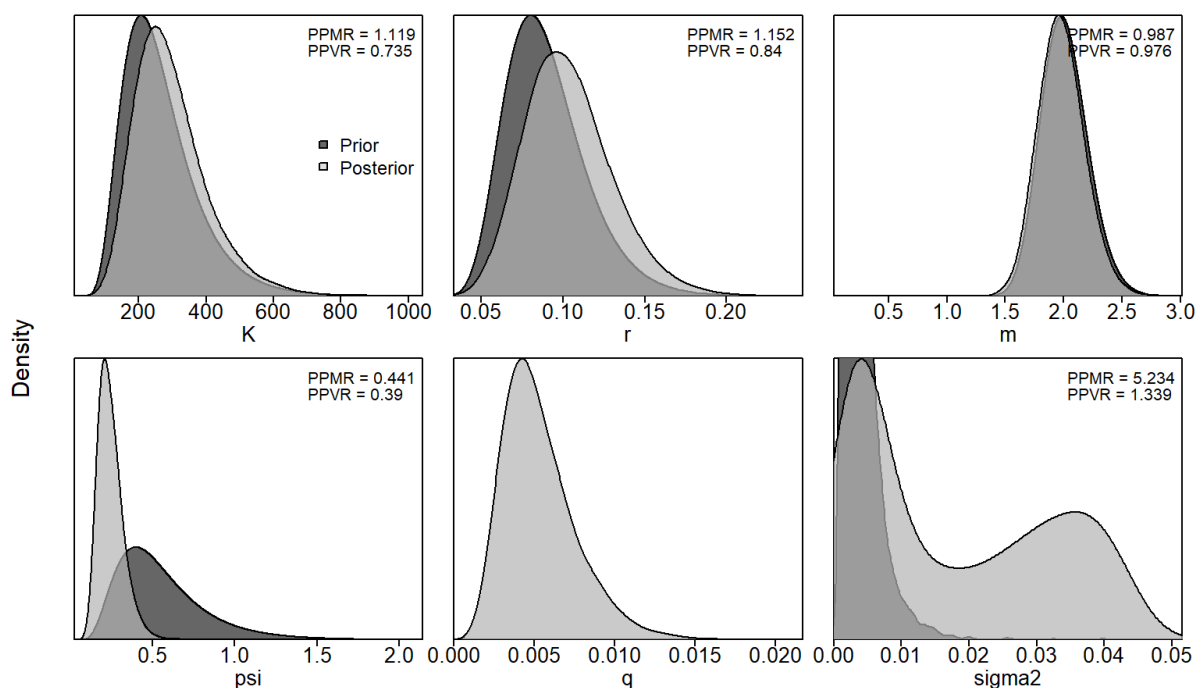 PPMR = 1.119
PPVR = 0.735
Prior
Posterior
200 400 600 800 1000
K
PPMR = 1.152
PPVR = 0.84
0.05 0.10 0.15 0.20
r
PPMR = 0.987
PPVR = 0.976
0.5 1.0 1.5 2.0 2.5 3.0
m
Density
PPMR = 0.441
PPVR = 0.39
0.5 1.0 1.5 2.0
psi
0.000 0.005 0.010 0.015 0.020
q
PPMR = 5.234
PPVR = 1.339
0.00 0.01 0.02 0.03 0.04 0.05
sigma2